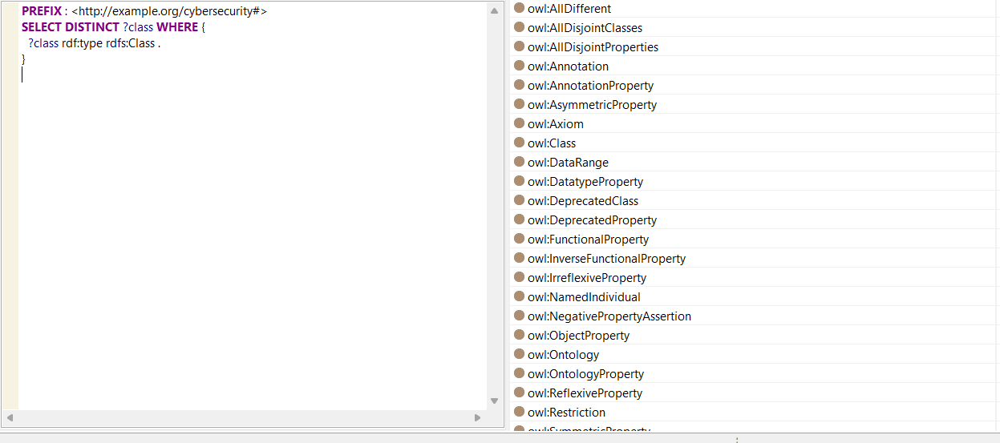 PREFIX : <http://example.org/cybersecurity#>
SELECT DISTINCT ?class WHERE {
?class rdf:type rdfs:Class .
}
owl:AllDifferent
owl:AllDisjointClasses
owl:AllDisjointProperties
owl:Annotation
owl:AnnotationProperty
owl:AsymmetricProperty
owl:Axiom
owl:Class
owl:DataRange
owl:DatatypeProperty
owl:DeprecatedClass
owl:DeprecatedProperty
owl:FunctionalProperty
owl:InverseFunctionalProperty
owl:IrreflexiveProperty
owl:NamedIndividual
owl:NegativePropertyAssertion
owl:ObjectProperty
owl:Ontology
owl:OntologyProperty
owl:ReflexiveProperty
owl:Restriction
owl:SymmetricProperty